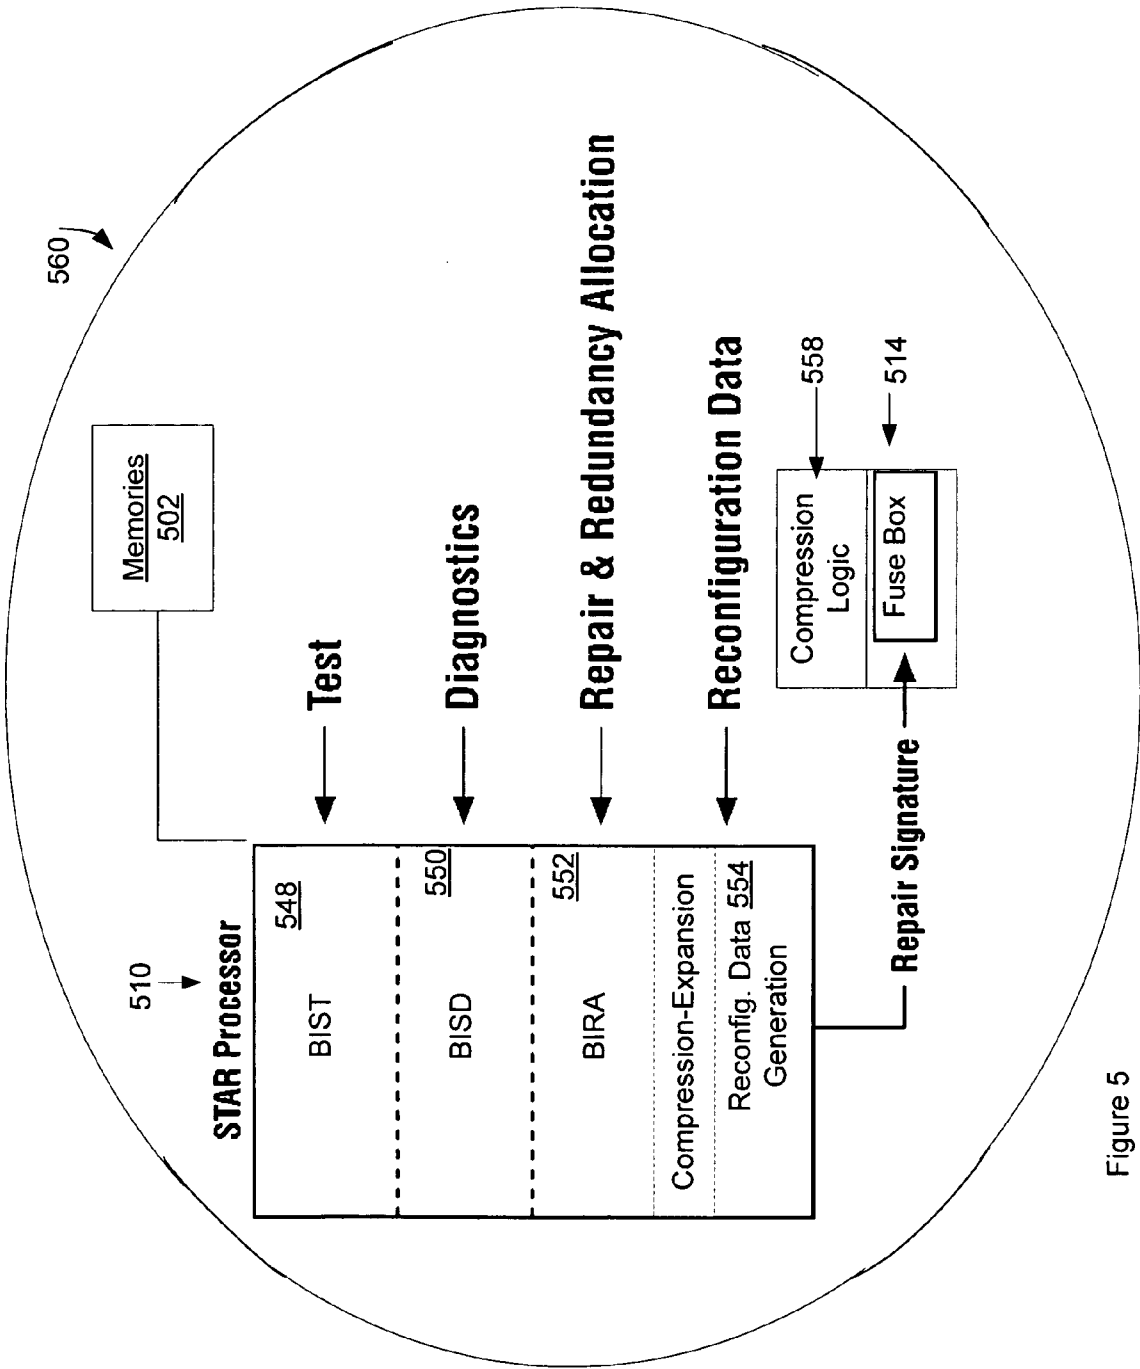 560
Memories
502
510
STAR Processor
BIST
548
Test
BISD
550
Diagnostics
BIRA
552
Repair & Redundancy Allocation
Compression-Expansion
Reconfig. Data 554
Generation
Reconfiguration Data
Compression
Logic
558
Fuse Box
514
Repair Signature
Figure 5